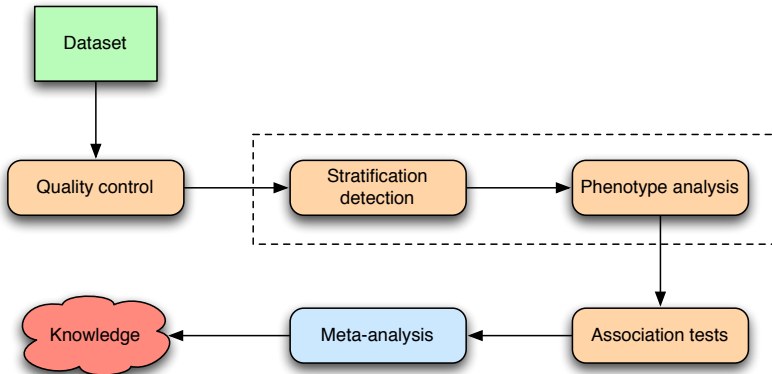 Dataset
Quality control
Stratification
detection
Phenotype analysis
Knowledge
Meta-analysis
Association tests